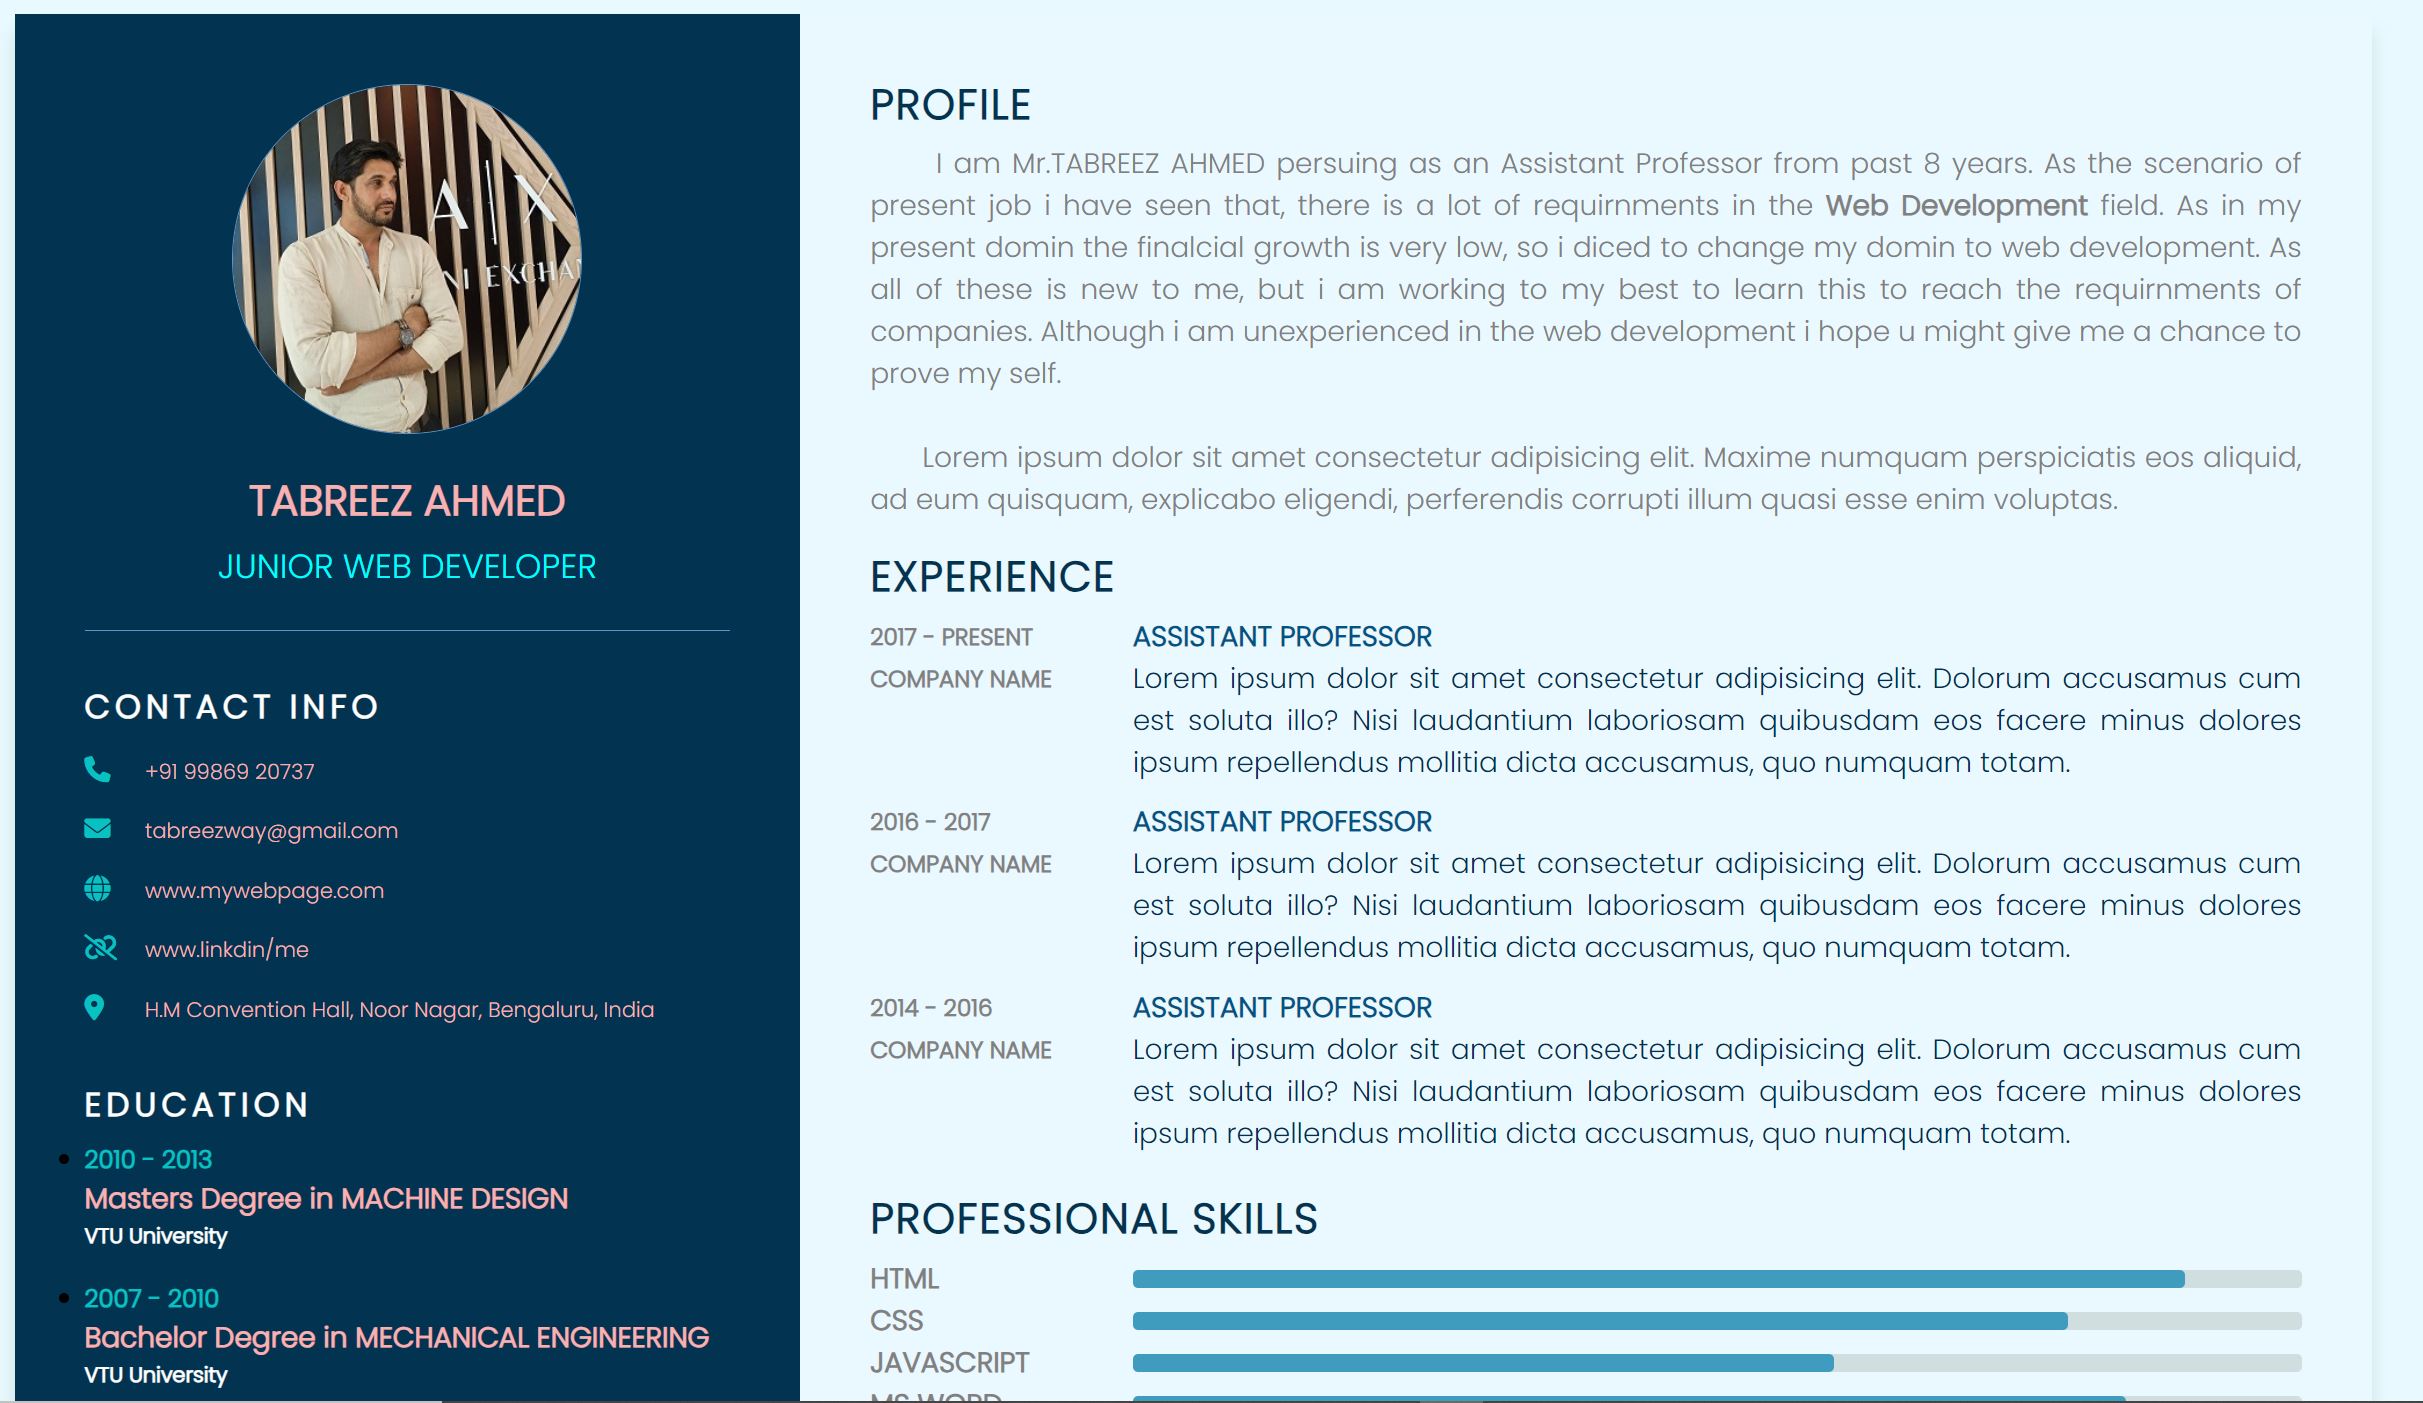 A|X
NI EXCHAN
TABREEZ AHMED
JUNIOR WEB DEVELOPER
CONTACT INFO
+91 99869 20737
tabreezway@gmail.com
www.mywebpage.com
www.linkdin/me
H.M Convention Hall, Noor Nagar, Bengaluru, India
EDUCATION
2010 - 2013
Masters Degree in MACHINE DESIGN
VTU University
2007 - 2010
Bachelor Degree in MECHANICAL ENGINEERING
VTU University
PROFILE
I am Mr.TABREEZ AHMED persuing as an Assistant Professor from past 8 years. As the scenario of
present job i have seen that, there is a lot of requirnments in the Web Development field. As in my
present domin the finalcial growth is very low, so i diced to change my domin to web development. As
all of these is new to me, but i am working to my best to learn this to reach the requirnments of
companies. Although i am unexperienced in the web development i hope u might give me a chance to
prove my self.
Lorem ipsum dolor sit amet consectetur adipisicing elit. Maxime numquam perspiciatis eos aliquid,
ad eum quisquam, explicabo eligendi, perferendis corrupti illum quasi esse enim voluptas.
EXPERIENCE
2017 - PRESENT
COMPANY NAME
ASSISTANT PROFESSOR
Lorem ipsum dolor sit amet consectetur adipisicing elit. Dolorum accusamus cum
est soluta illo? Nisi laudantium laboriosam quibusdam eos facere minus dolores
ipsum repellendus mollitia dicta accusamus, quo numquam totam.
2016 - 2017
COMPANY NAME
ASSISTANT PROFESSOR
Lorem ipsum dolor sit amet consectetur adipisicing elit. Dolorum accusamus cum
est soluta illo? Nisi laudantium laboriosam quibusdam eos facere minus dolores
ipsum repellendus mollitia dicta accusamus, quo numquam totam.
2014 - 2016
COMPANY NAME
ASSISTANT PROFESSOR
Lorem ipsum dolor sit amet consectetur adipisicing elit. Dolorum accusamus cum
est soluta illo? Nisi laudantium laboriosam quibusdam eos facere minus dolores
ipsum repellendus mollitia dicta accusamus, quo numquam totam.
PROFESSIONAL SKILLS
HTML
CSS
JAVASCRIPT
MS WORD